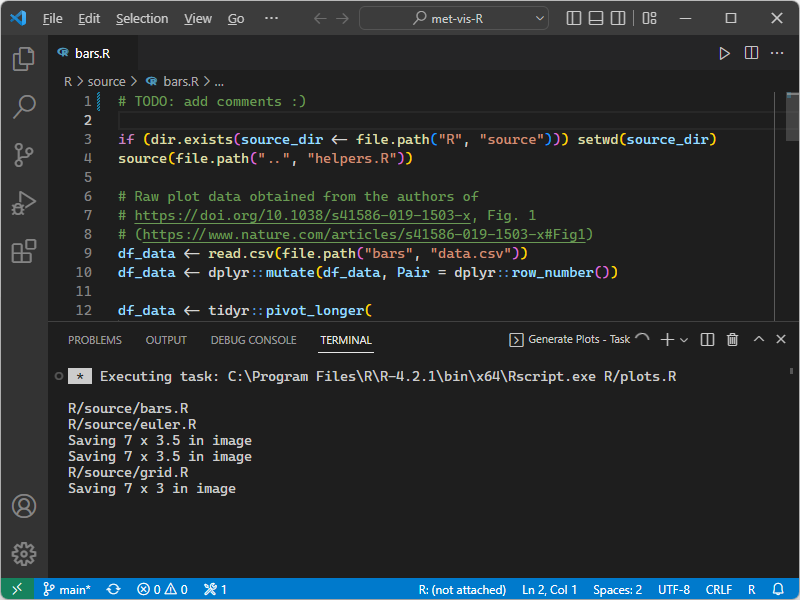 File Edit Selection View Go ··· met-vis-R
bars.R
R > source > bars.R > ...
1 # TODO: add comments :)
2
3 if (dir.exists(source_dir <- file.path("R", "source"))) setwd(source_dir)
4 source(file.path("..", "helpers.R"))
5
6 # Raw plot data obtained from the authors of
7 # https://doi.org/10.1038/s41586-019-1503-x, Fig. 1
8 # (https://www.nature.com/articles/s41586-019-1503-x#Fig1)
9 df_data <- read.csv(file.path("bars", "data.csv"))
10 df_data <- dplyr::mutate(df_data, Pair = dplyr::row_number())
11
12 df_data <- tidyr::pivot_longer(
PROBLEMS OUTPUT DEBUG CONSOLE TERMINAL Generate Plots - Task
* Executing task: C:\Program Files\R\R-4.2.1\bin\x64\Rscript.exe R/plots.R
R/source/bars.R
R/source/euler.R
Saving 7 x 3.5 in image
Saving 7 x 3.5 in image
R/source/grid.R
Saving 7 x 3 in image
main* 0 0 1 R: (not attached) Ln 2, Col 1 Spaces: 2 UTF-8 CRLF R